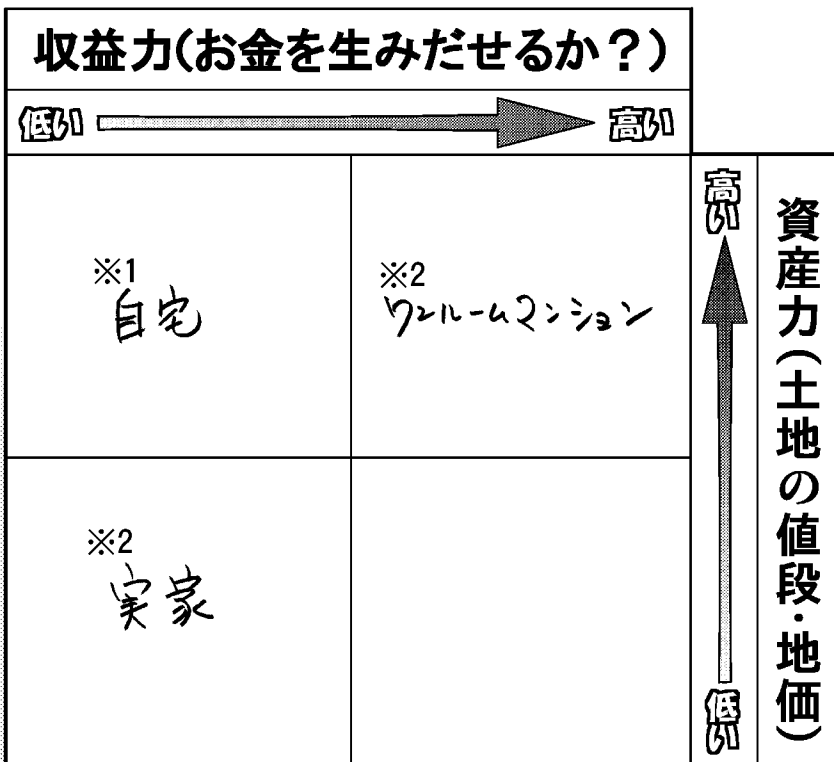 収益力(お金を生みだせるか？)
低い
高い
※1
自宅
※2
ワンルームマンション
※2
実家
高い
低い
資産力(土地の値段・地価)